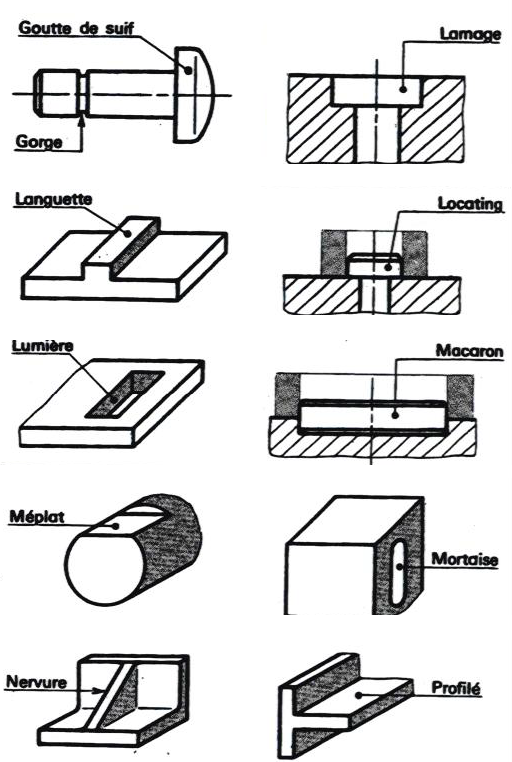 Goutte de suif
Lamage
Gorge
Languette
Locating
Lumière
Macaron
Méplat
Mortaise
Nervure
Profilé